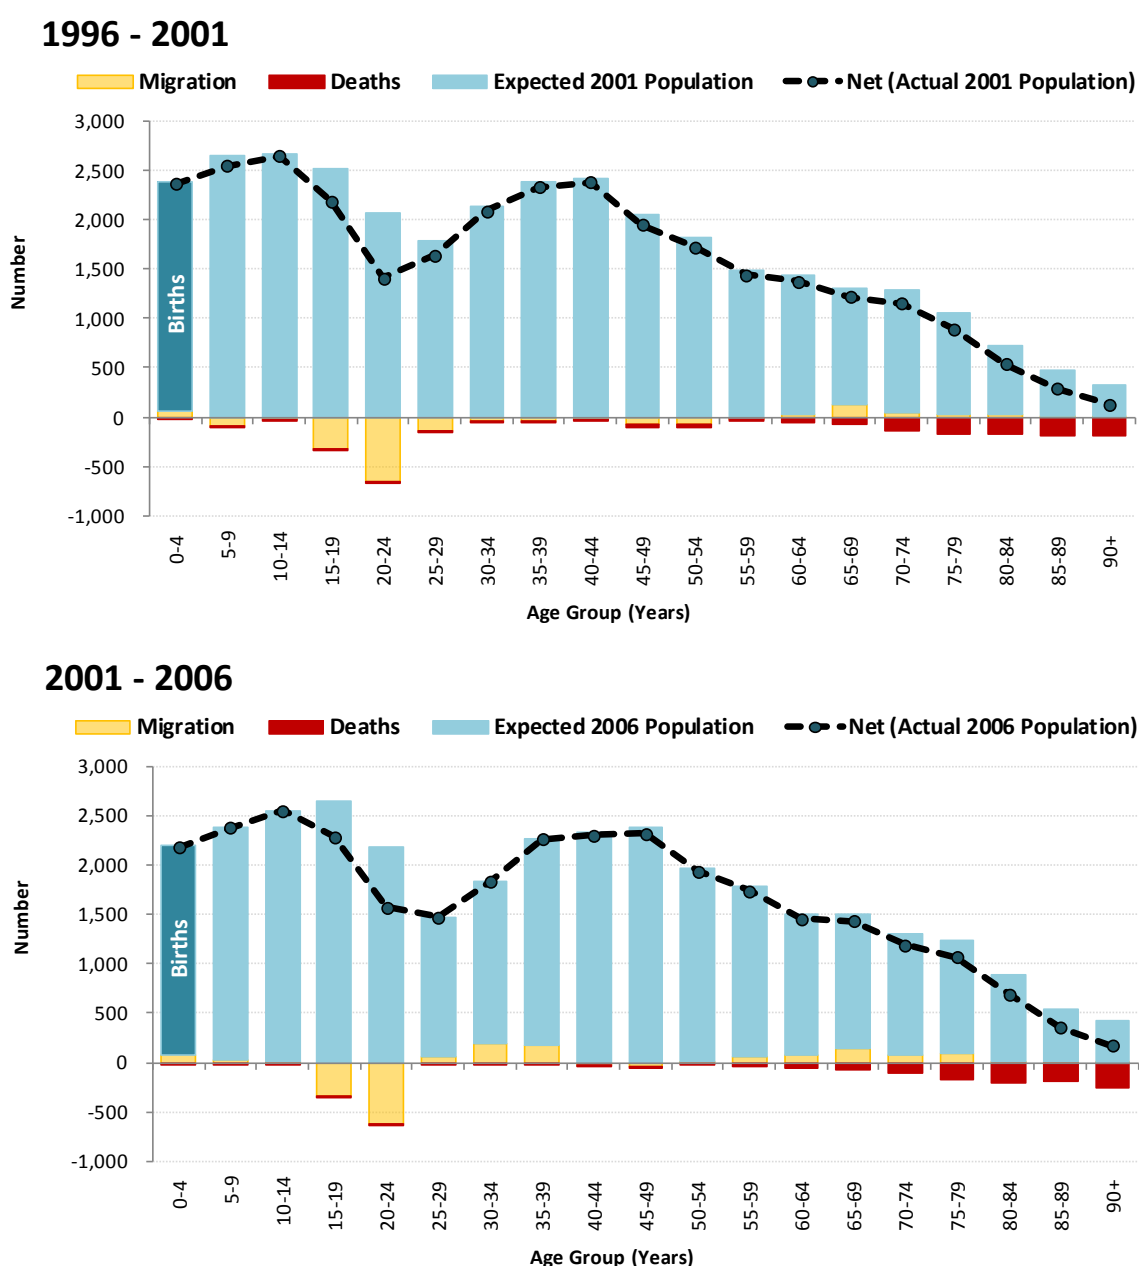 1996 - 2001
Migration Deaths Expected 2001 Population Net (Actual 2001 Population)
3,000
2,500
2,000
1,500
1,000
500
0
-500
-1,000
Number
Births
0-4 5-9 10-14 15-19 20-24 25-29 30-34 35-39 40-44 45-49 50-54 55-59 60-64 65-69 70-74 75-79 80-84 85-89 90+
Age Group (Years)
2001 - 2006
Migration Deaths Expected 2006 Population Net (Actual 2006 Population)
3,000
2,500
2,000
1,500
1,000
500
0
-500
-1,000
Number
Births
0-4 5-9 10-14 15-19 20-24 25-29 30-34 35-39 40-44 45-49 50-54 55-59 60-64 65-69 70-74 75-79 80-84 85-89 90+
Age Group (Years)